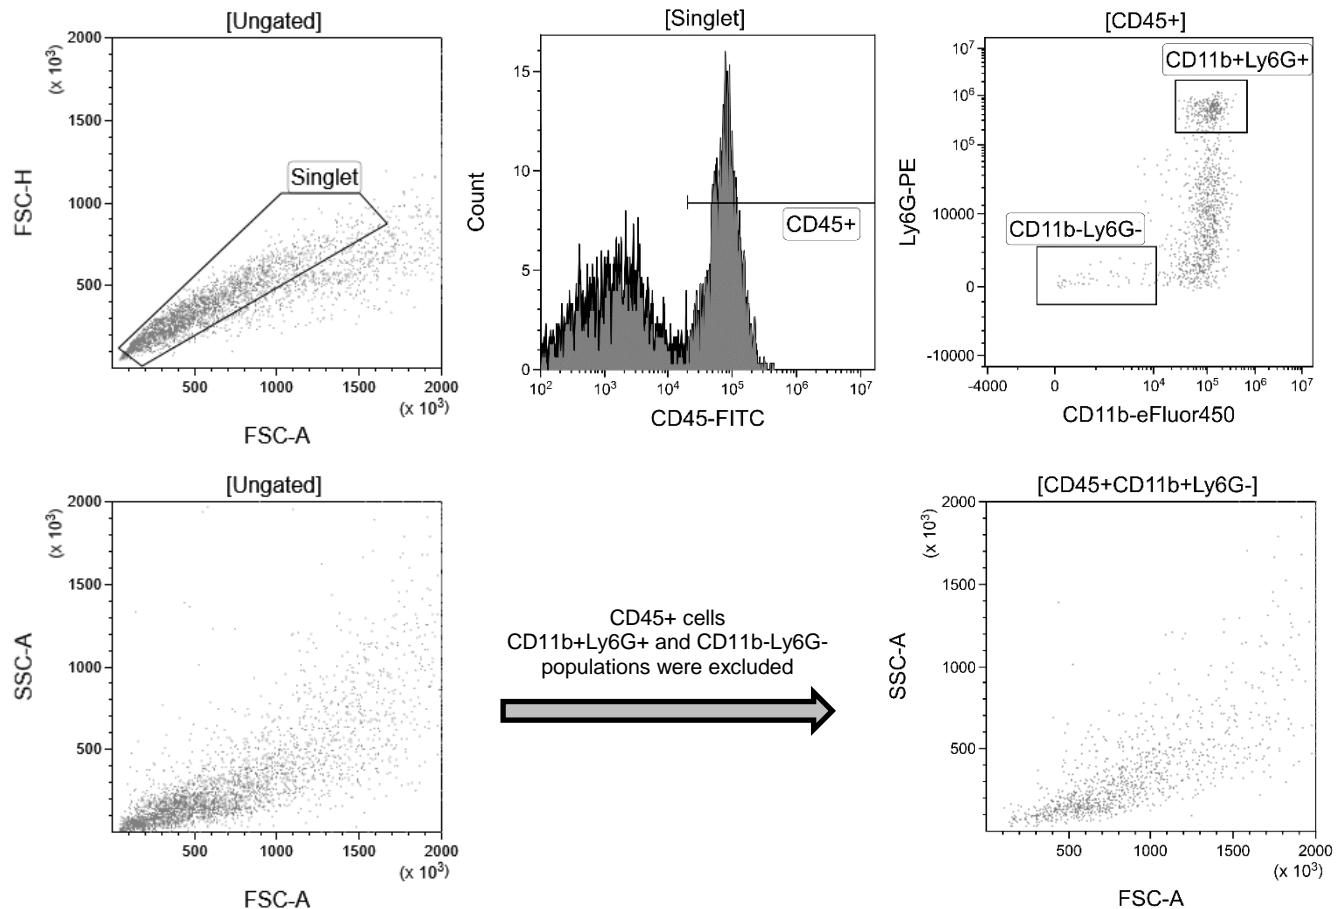 [Ungated]
(x 10³)
2000
1500
1000
500
FSC-H
Singlet
500
1000
1500
2000
(x 10³)
FSC-A
[Singlet]
Count
15
10
5
0
CD45+
10²
10³
10⁴
10⁵
10⁶
10⁷
CD45-FITC
[CD45+]
Ly6G-PE
10⁷
10⁶
10⁵
10000
0
-10000
CD11b+Ly6G+
CD11b-Ly6G-
-4000
0
10⁴
10⁵
10⁶
10⁷
CD11b-eFluor450
[Ungated]
(x 10³)
2000
1500
1000
500
SSC-A
500
1000
1500
2000
(x 10³)
FSC-A
CD45+ cells
CD11b+Ly6G+ and CD11b-Ly6G-
populations were excluded
[CD45+CD11b+Ly6G-]
(x 10³)
2000
1500
1000
500
SSC-A
500
1000
1500
2000
(x 10³)
FSC-A